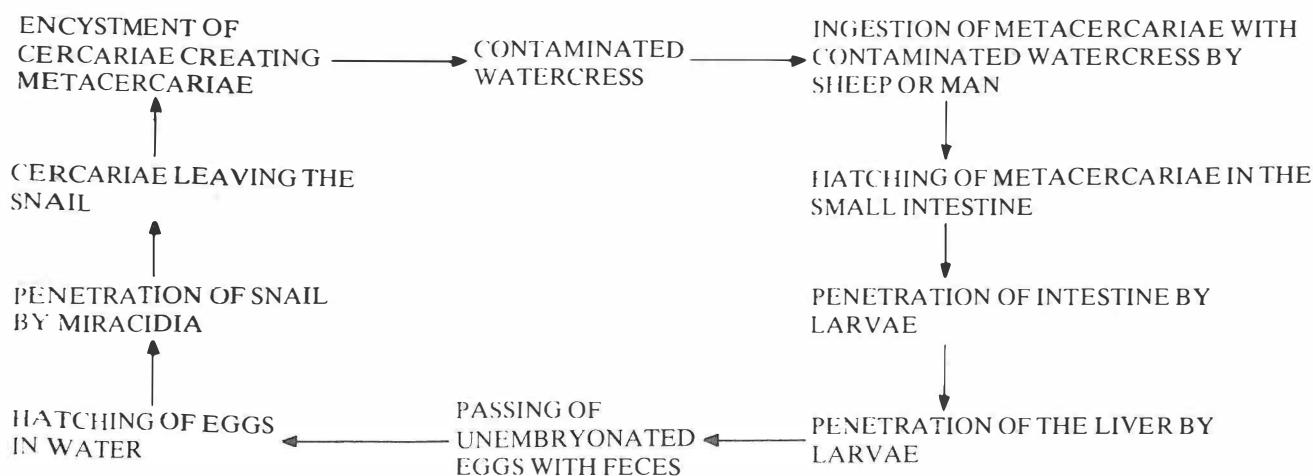 ENCYSTMENT OF
CERCARIAE CREATING
METACERCARIAE
CONTAMINATED
WATERCRESS
INGESTION OF METACERCARIAE WITH
CONTAMINATED WATERCRESS BY
SHEEP OR MAN
CERCARIAE LEAVING THE
SNAIL
HATCHING OF METACERCARIAE IN THE
SMALL INTESTINE
PENETRATION OF SNAIL
BY MIRACIDIA
PENETRATION OF INTESTINE BY
LARVAE
HATCHING OF EGGS
IN WATER
PASSING OF
UNEMBRYONATED
EGGS WITH FECES
PENETRATION OF THE LIVER BY
LARVAE